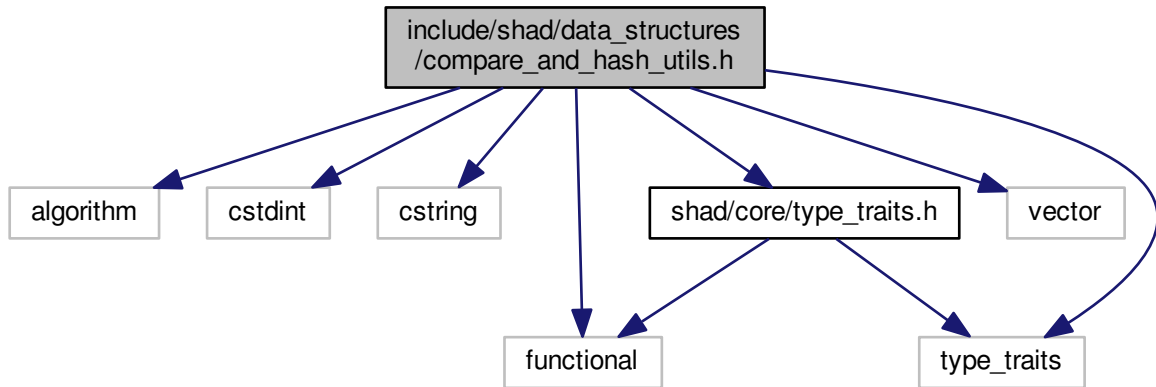 include/shad/data_structures
/compare_and_hash_utils.h
algorithm
cstdint
cstring
shad/core/type_traits.h
vector
functional
type_traits